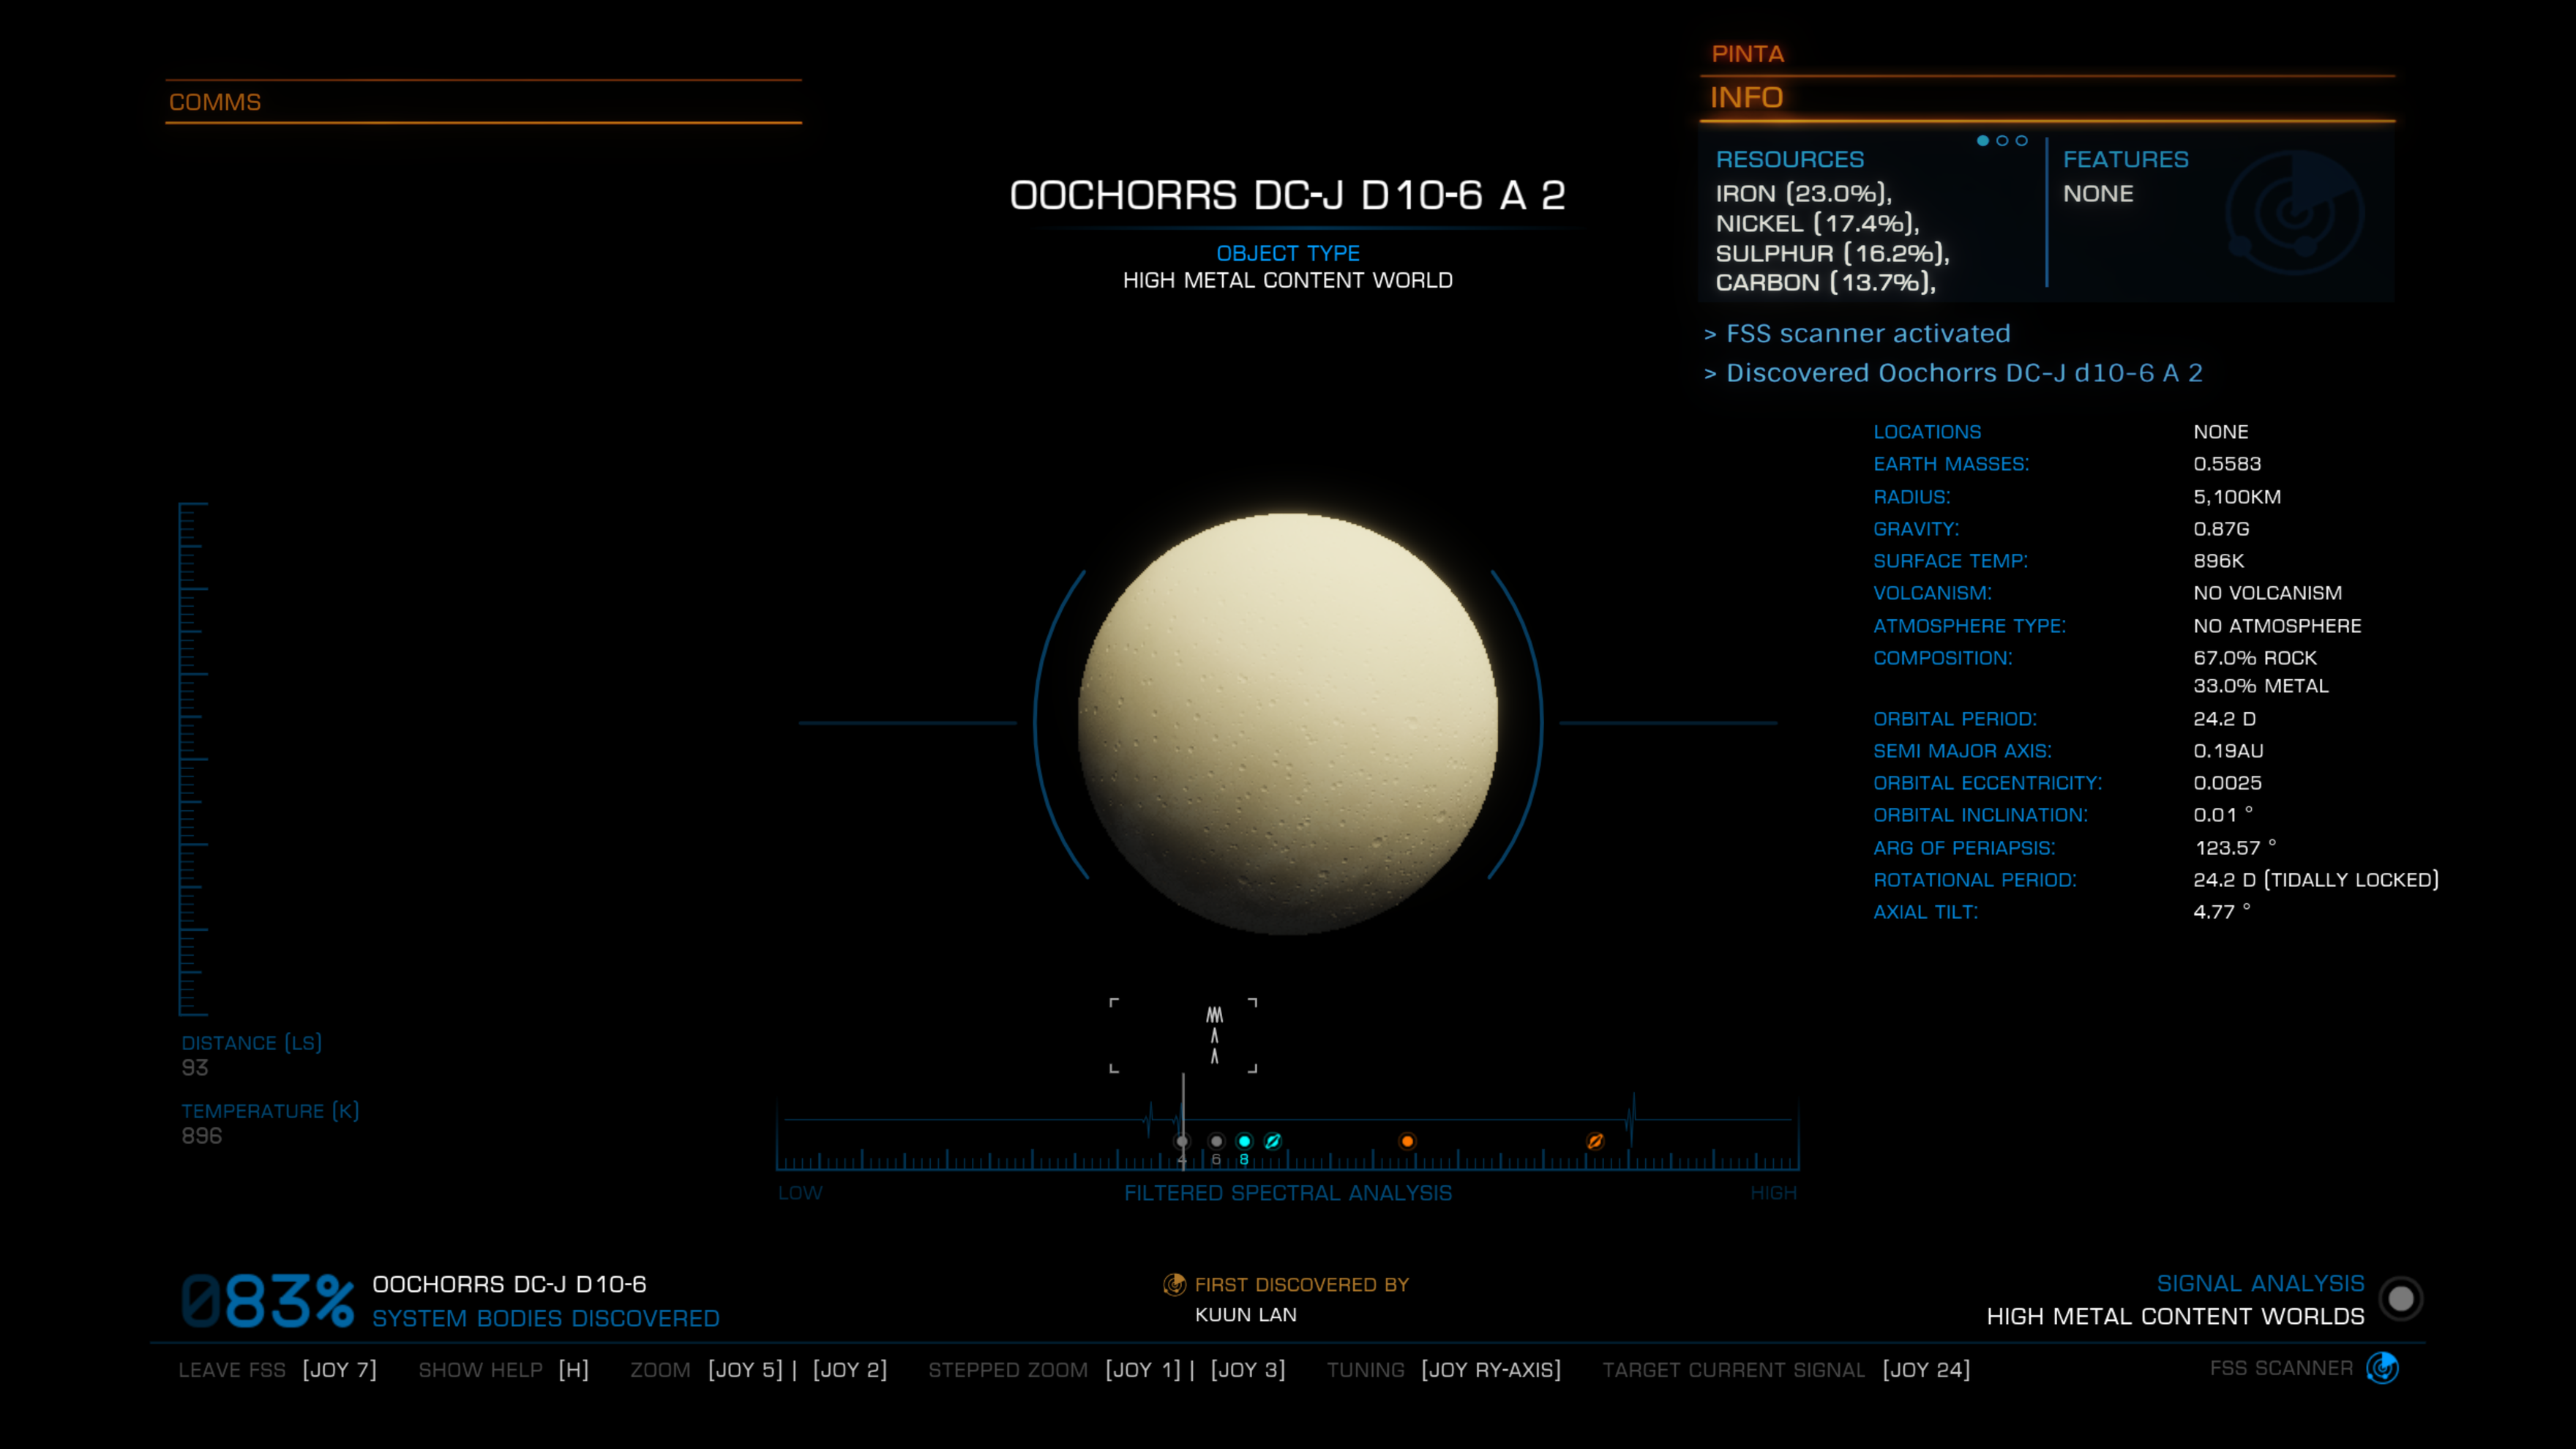 PINTA
COMMS
INFO
RESOURCES
IRON (23.0%),
NICKEL (17.4%),
SULPHUR (16.2%),
CARBON (13.7%),
FEATURES
NONE
OOCHORRS DC-J D10-6 A 2
OBJECT TYPE
HIGH METAL CONTENT WORLD
> FSS scanner activated
> Discovered Oochorrs DC-J d10-6 A 2
LOCATIONS NONE
EARTH MASSES: 0.5583
RADIUS: 5,100KM
GRAVITY: 0.87G
SURFACE TEMP: 896K
VOLCANISM: NO VOLCANISM
ATMOSPHERE TYPE: NO ATMOSPHERE
COMPOSITION: 67.0% ROCK
33.0% METAL
ORBITAL PERIOD: 24.2 D
SEMI MAJOR AXIS: 0.19AU
ORBITAL ECCENTRICITY: 0.0025
ORBITAL INCLINATION: 0.01 °
ARG OF PERIAPSIS: 123.57 °
ROTATIONAL PERIOD: 24.2 D (TIDALLY LOCKED)
AXIAL TILT: 4.77 °
DISTANCE (LS)
93
TEMPERATURE (K)
896
4 6 8
LOW FILTERED SPECTRAL ANALYSIS HIGH
083% OOCHORRS DC-J D10-6
SYSTEM BODIES DISCOVERED
FIRST DISCOVERED BY
KUUN LAN
SIGNAL ANALYSIS
HIGH METAL CONTENT WORLDS
LEAVE FSS [JOY 7] SHOW HELP [H] ZOOM [JOY 5] | [JOY 2] STEPPED ZOOM [JOY 1] | [JOY 3] TUNING [JOY RY-AXIS] TARGET CURRENT SIGNAL [JOY 24] FSS SCANNER